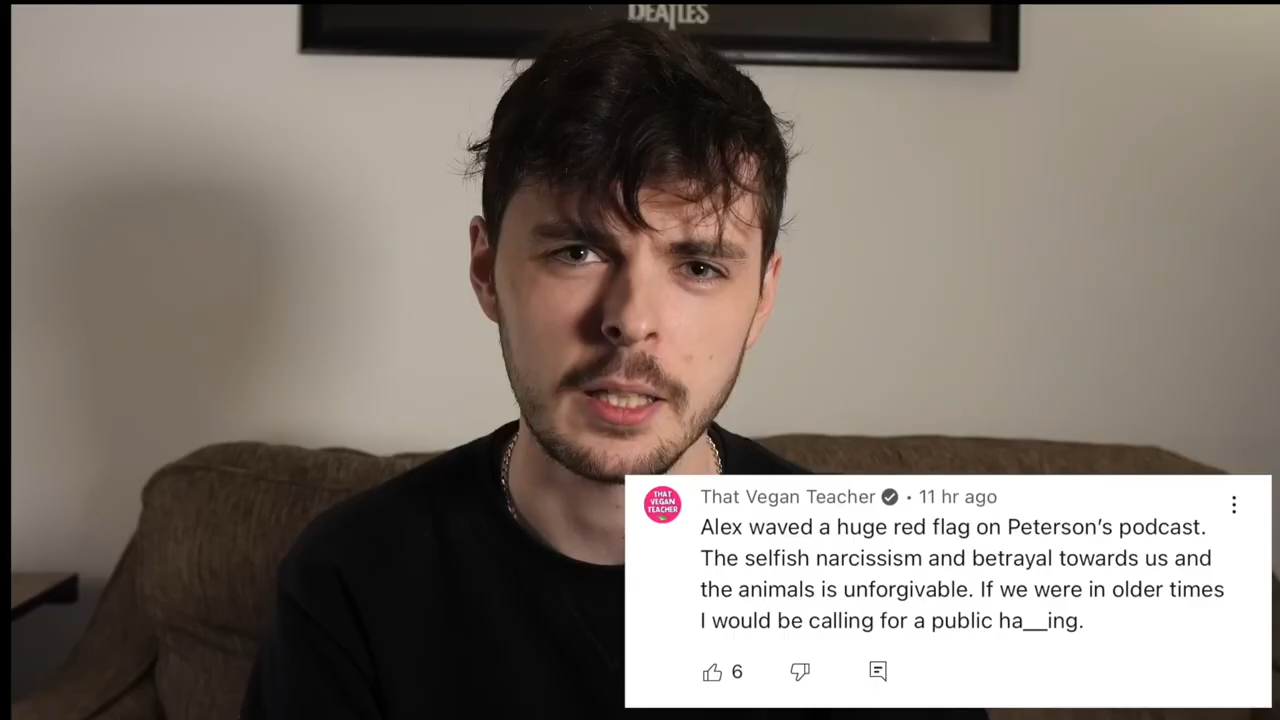 BEATLES
THAT
VEGAN
TEACHER
That Vegan Teacher • 11 hr ago
Alex waved a huge red flag on Peterson's podcast.
The selfish narcissism and betrayal towards us and
the animals is unforgivable. If we were in older times
I would be calling for a public ha__ing.
6